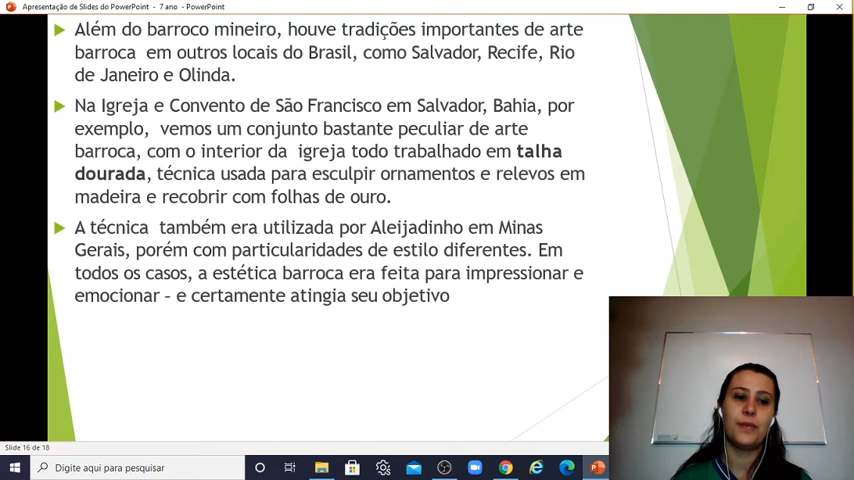 Apresentação de Slides do PowerPoint - 7 ano - PowerPoint
Além do barroco mineiro, houve tradições importantes de arte
barroca em outros locais do Brasil, como Salvador, Recife, Rio
de Janeiro e Olinda.
Na Igreja e Convento de São Francisco em Salvador, Bahia, por
exemplo, vemos um conjunto bastante peculiar de arte
barroca, com o interior da igreja todo trabalhado em talha
dourada, técnica usada para esculpir ornamentos e relevos em
madeira e recobrir com folhas de ouro.
A técnica também era utilizada por Aleijadinho em Minas
Gerais, porém com particularidades de estilo diferentes. Em
todos os casos, a estética barroca era feita para impressionar e
emocionar – e certamente atingia seu objetivo
Slide 16 de 18
Digite aqui para pesquisar